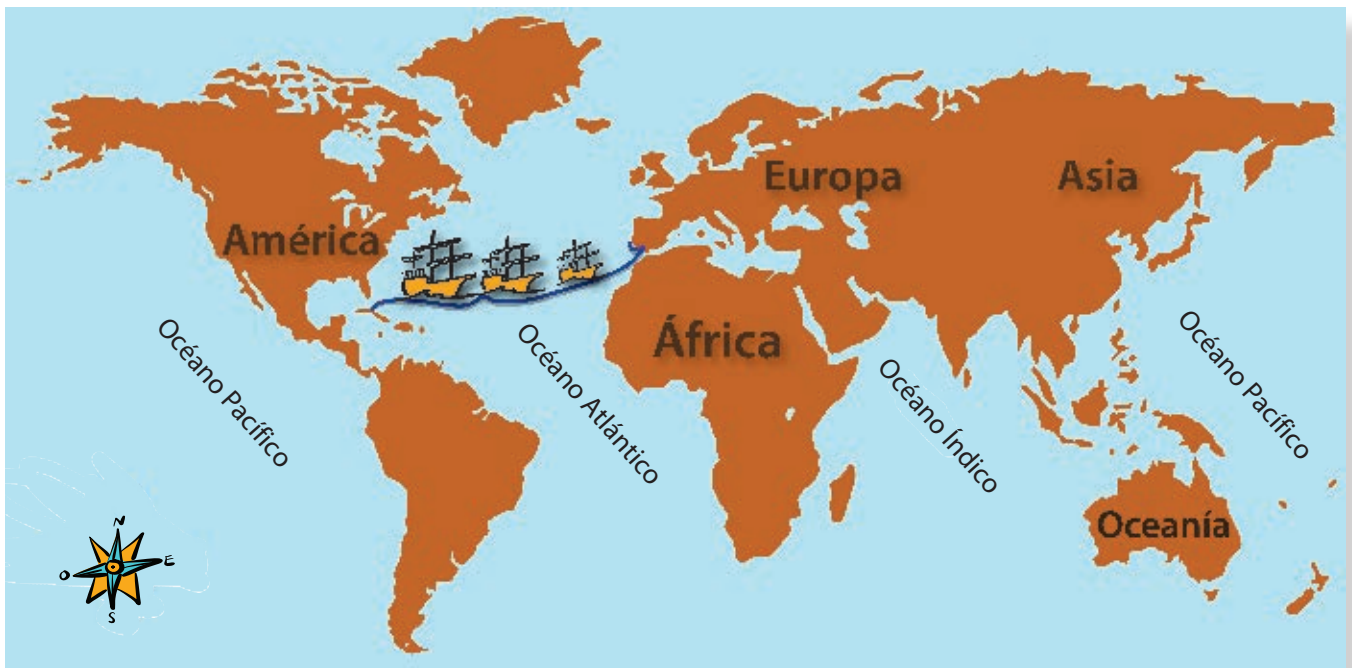 Europa
Asia
América
África
Océano Pacífico
Océano Atlántico
Océano Índico
Océano Pacífico
Oceanía
N
O
E
S